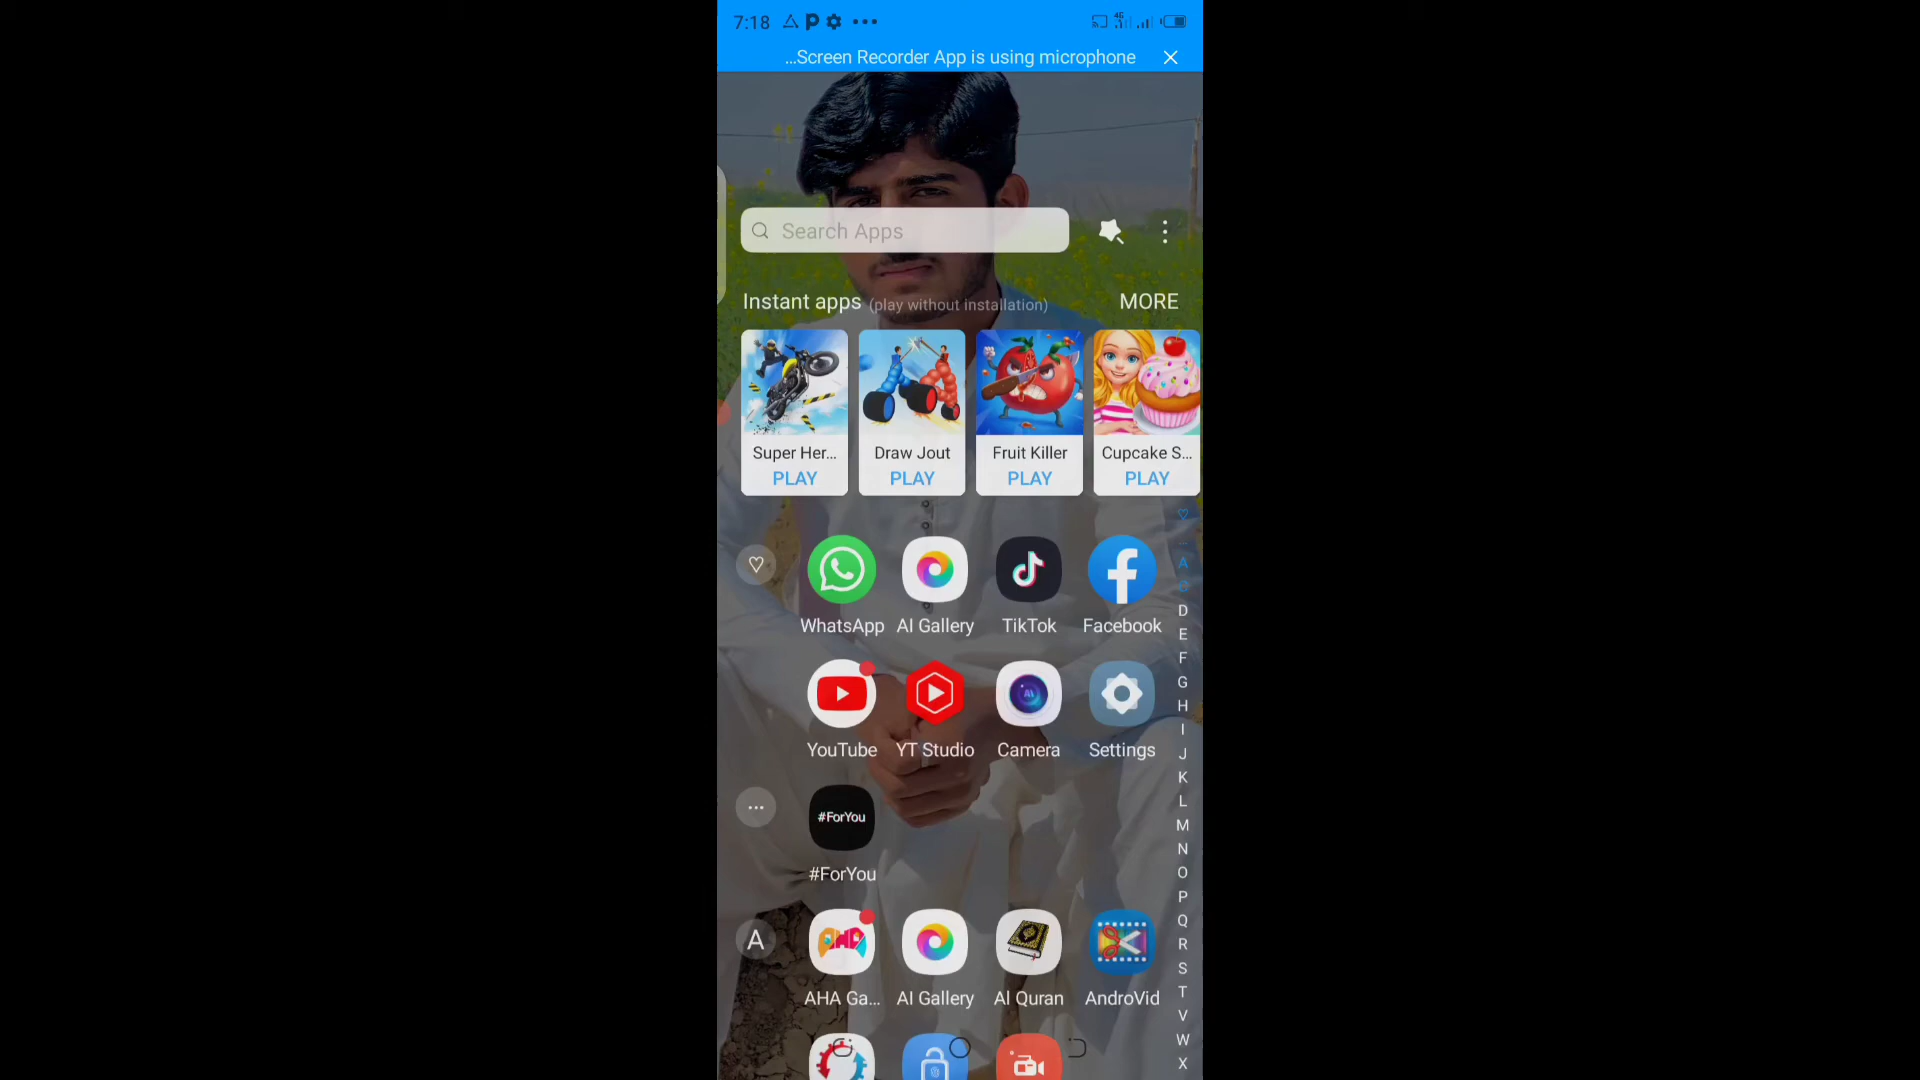 7:18
4G
...Screen Recorder App is using microphone
Search Apps
Instant apps (play without installation) MORE
Super Her... Draw Jout Fruit Killer Cupcake S...
PLAY PLAY PLAY PLAY
WhatsApp AI Gallery TikTok Facebook
YouTube YT Studio Camera Settings
#ForYou
#ForYou
A
AHA Ga... AI Gallery Al Quran AndroVid
A
D
E
F
G
H
I
J
K
L
M
N
O
P
Q
R
S
T
V
W
X